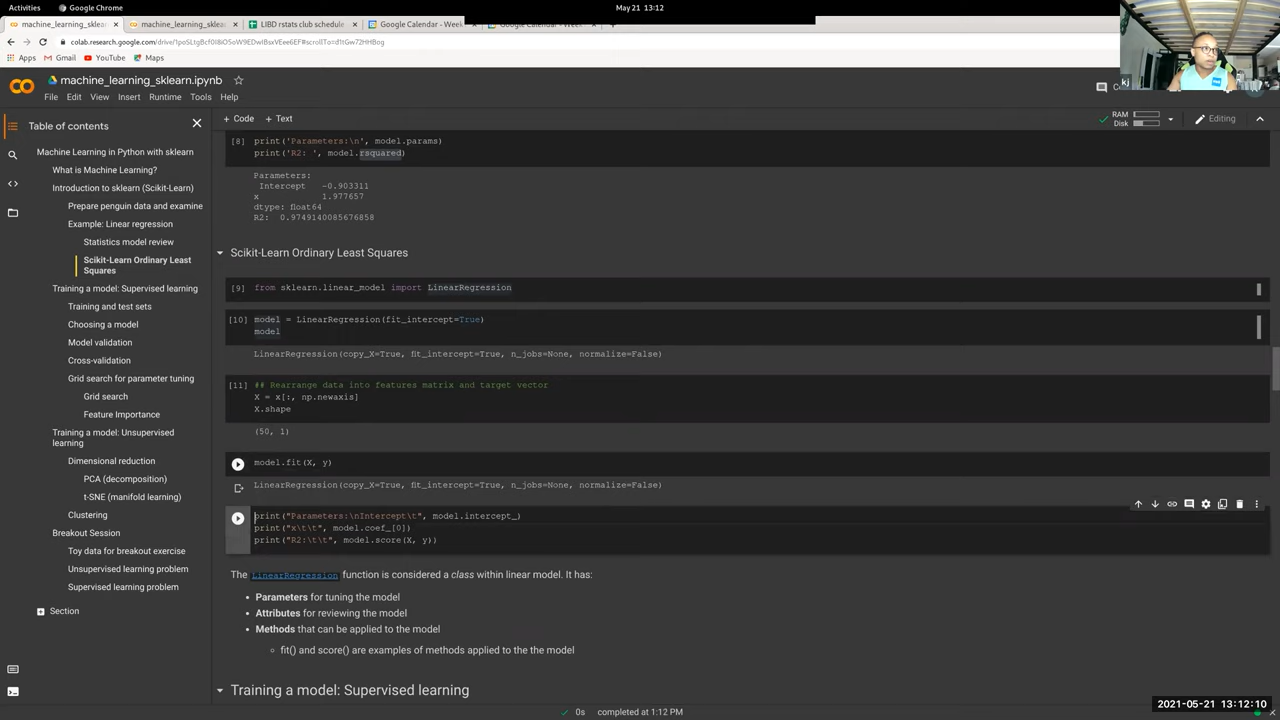 Activities
Google Chrome
May 21 13:12
machine_learning_sklearn.i
machine_learning_sklea
LIBD rstats club schedule
Google Calendar - Week
Google Calendar - Week
Apps
Gmail
YouTube
Maps
kj
machine_learning_sklearn.ipynb
File Edit View Insert Runtime Tools Help
+ Code + Text
RAM
Disk
Editing
Table of contents
Machine Learning in Python with sklearn
What is Machine Learning?
Introduction to sklearn (Scikit-Learn)
Prepare penguin data and examine
Example: Linear regression
Statistics model review
Scikit-Learn Ordinary Least
Squares
Training a model: Supervised learning
Training and test sets
Choosing a model
Model validation
Cross-validation
Grid search for parameter tuning
Grid search
Feature Importance
Training a model: Unsupervised
learning
Dimensional reduction
PCA (decomposition)
t-SNE (manifold learning)
Clustering
Breakout Session
Toy data for breakout exercise
Unsupervised learning problem
Supervised learning problem
Section
[8] print('Parameters:\n', model.params)
print('R2: ', model.rsquared)
Parameters:
Intercept -0.903311
x 1.977657
dtype: float64
R2: 0.9749140085676858
Scikit-Learn Ordinary Least Squares
[9] from sklearn.linear_model import LinearRegression
[10] model = LinearRegression(fit_intercept=True)
model
LinearRegression(copy_X=True, fit_intercept=True, n_jobs=None, normalize=False)
[11] ## Rearrange data into features matrix and target vector
X = x[:, np.newaxis]
X.shape
(50, 1)
model.fit(X, y)
LinearRegression(copy_X=True, fit_intercept=True, n_jobs=None, normalize=False)
print("Parameters:\nIntercept\t", model.intercept_)
print("x\t\t", model.coef_[0])
print("R2:\t\t", model.score(X, y))
The LinearRegression function is considered a class within linear model. It has:
• Parameters for tuning the model
• Attributes for reviewing the model
• Methods that can be applied to the model
◦ fit() and score() are examples of methods applied to the the model
Training a model: Supervised learning
0s completed at 1:12 PM
2021-05-21 13:12:10